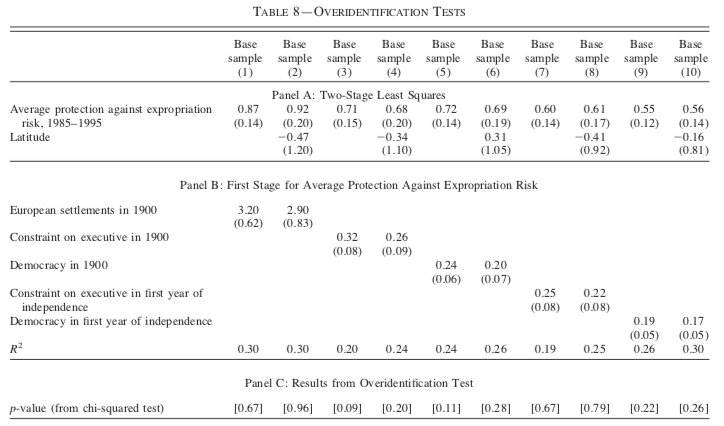 TABLE 8—OVERIDENTIFICATION TESTS
Base Base Base Base Base Base Base Base Base Base
sample sample sample sample sample sample sample sample sample sample
(1) (2) (3) (4) (5) (6) (7) (8) (9) (10)
Panel A: Two-Stage Least Squares
Average protection against expropriation 0.87 0.92 0.71 0.68 0.72 0.69 0.60 0.61 0.55 0.56
risk, 1985–1995 (0.14) (0.20) (0.15) (0.20) (0.14) (0.19) (0.14) (0.17) (0.12) (0.14)
Latitude −0.47 −0.34 0.31 −0.41 −0.16
(1.20) (1.10) (1.05) (0.92) (0.81)
Panel B: First Stage for Average Protection Against Expropriation Risk
European settlements in 1900 3.20 2.90
(0.62) (0.83)
Constraint on executive in 1900 0.32 0.26
(0.08) (0.09)
Democracy in 1900 0.24 0.20
(0.06) (0.07)
Constraint on executive in first year of 0.25 0.22
independence (0.08) (0.08)
Democracy in first year of independence 0.19 0.17
(0.05) (0.05)
R² 0.30 0.30 0.20 0.24 0.24 0.26 0.19 0.25 0.26 0.30
Panel C: Results from Overidentification Test
p-value (from chi-squared test) [0.67] [0.96] [0.09] [0.20] [0.11] [0.28] [0.67] [0.79] [0.22] [0.26]